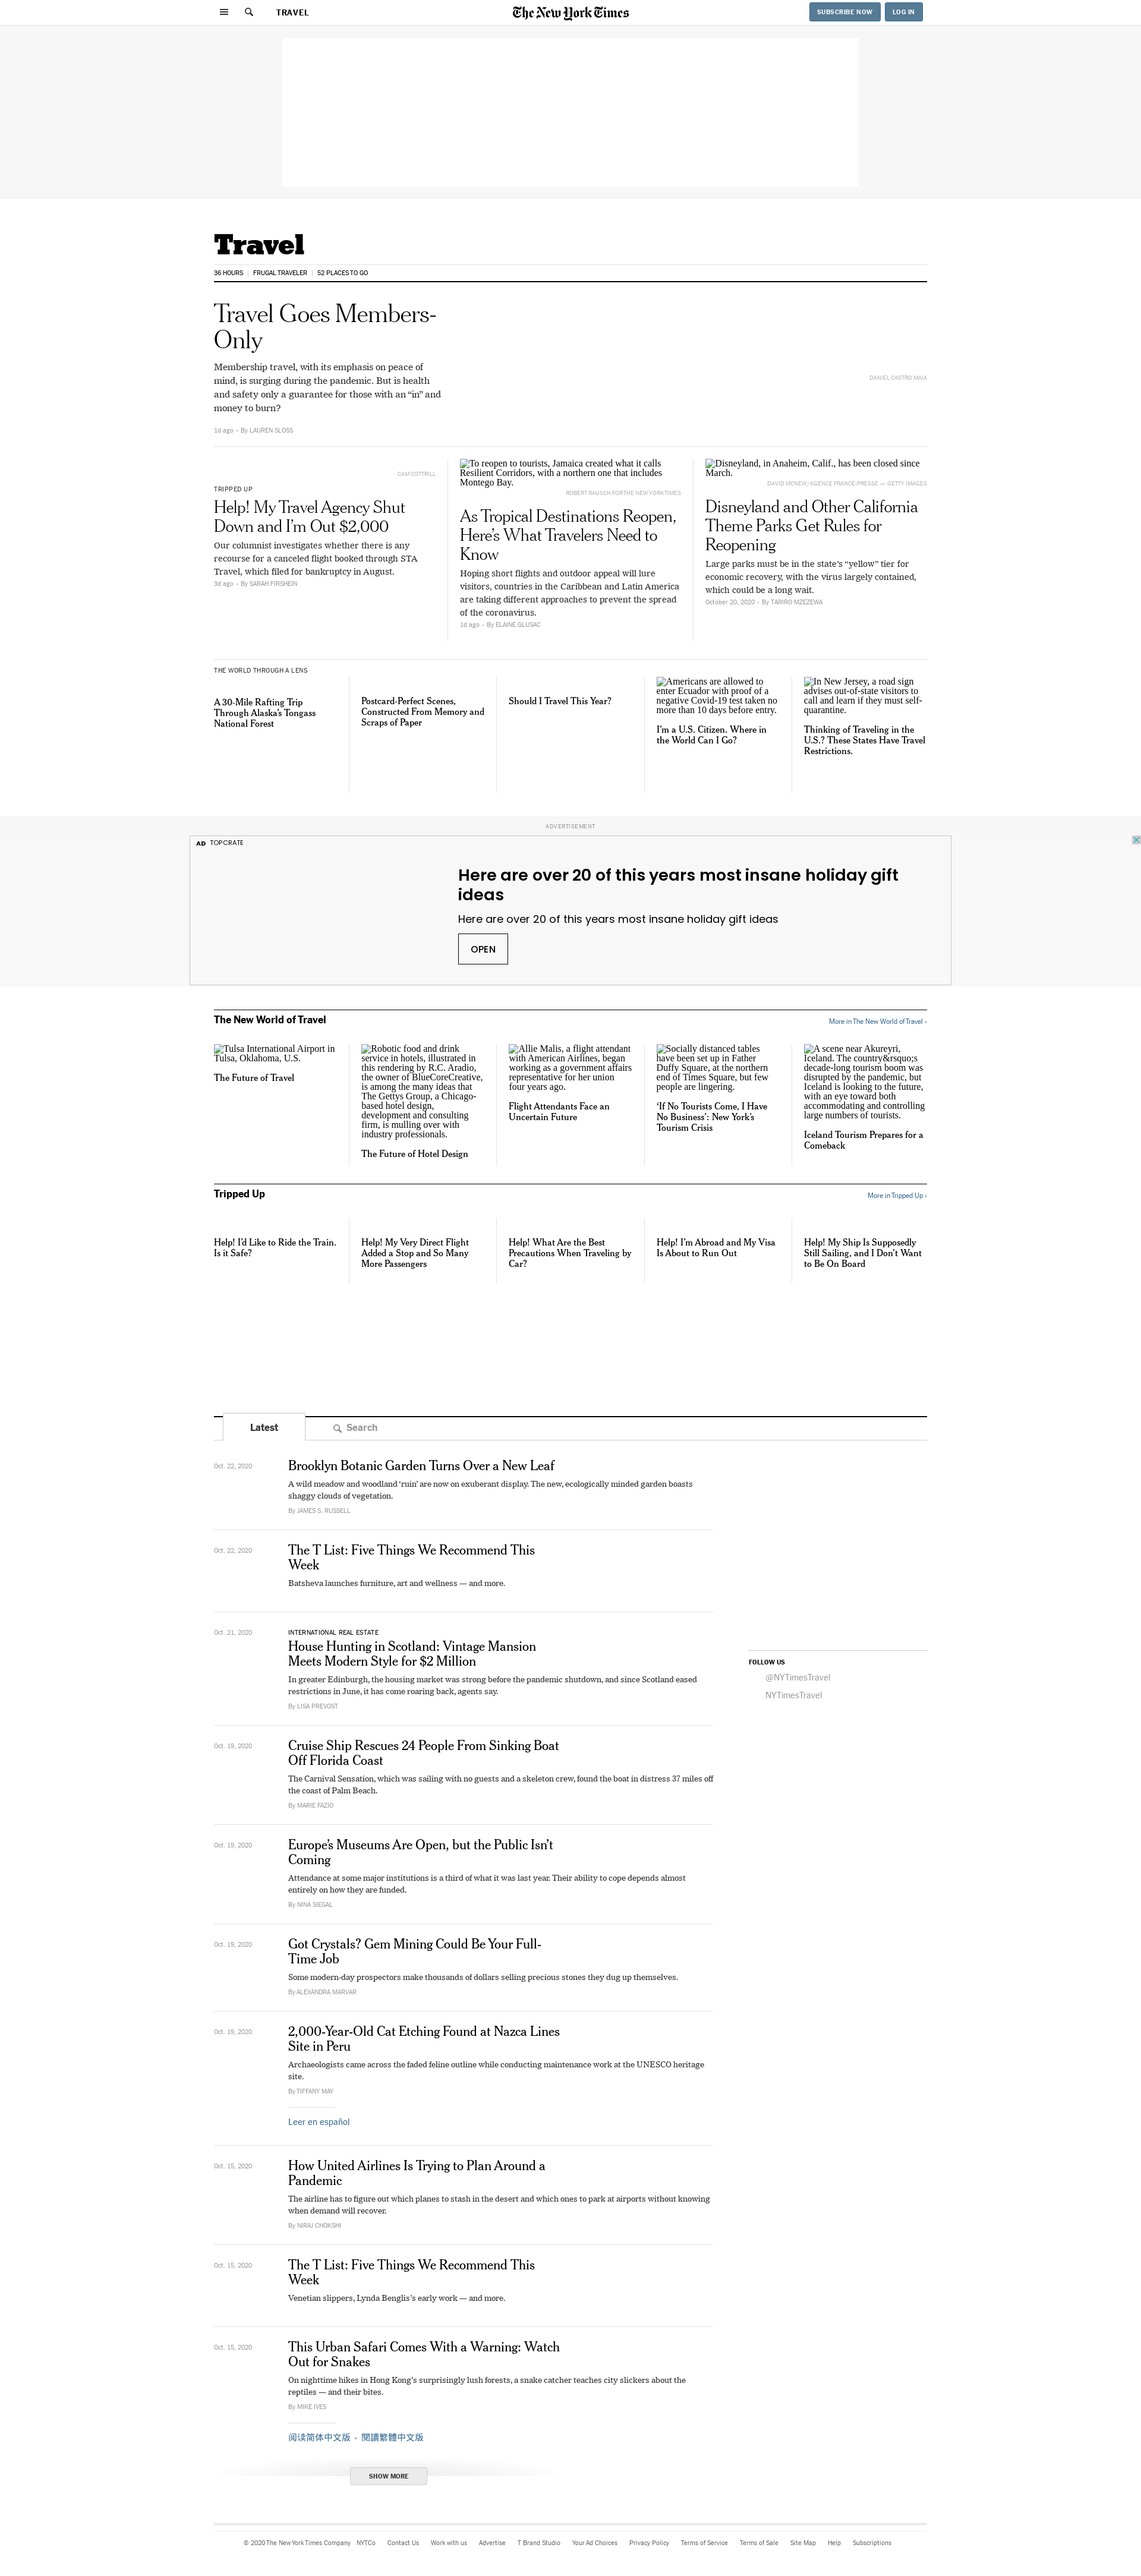 TRAVEL
The New York Times
SUBSCRIBE NOW
LOG IN
Travel
36 HOURS
FRUGAL TRAVELER
52 PLACES TO GO
Travel Goes Members-
Only
Membership travel, with its emphasis on peace of
mind, is surging during the pandemic. But is health
and safety only a guarantee for those with an “in” and
money to burn?
1d ago - By LAUREN SLOSS
DANIEL CASTRO MAIA
CAM COTTRILL
TRIPPED UP
Help! My Travel Agency Shut
Down and I’m Out $2,000
Our columnist investigates whether there is any
recourse for a canceled flight booked through STA
Travel, which filed for bankruptcy in August.
3d ago - By SARAH FIRSHEIN
To reopen to tourists, Jamaica created what it calls
Resilient Corridors, with a northern one that includes
Montego Bay.
ROBERT RAUSCH FOR THE NEW YORK TIMES
As Tropical Destinations Reopen,
Here’s What Travelers Need to
Know
Hoping short flights and outdoor appeal will lure
visitors, countries in the Caribbean and Latin America
are taking different approaches to prevent the spread
of the coronavirus.
1d ago - By ELAINE GLUSAC
Disneyland, in Anaheim, Calif., has been closed since
March.
DAVID MCNEW/AGENCE FRANCE-PRESSE — GETTY IMAGES
Disneyland and Other California
Theme Parks Get Rules for
Reopening
Large parks must be in the state’s “yellow” tier for
economic recovery, with the virus largely contained,
which could be a long wait.
October 20, 2020 - By TARIRO MZEZEWA
THE WORLD THROUGH A LENS
A 30-Mile Rafting Trip
Through Alaska’s Tongass
National Forest
Postcard-Perfect Scenes,
Constructed From Memory and
Scraps of Paper
Should I Travel This Year?
Americans are allowed to
enter Ecuador with proof of a
negative Covid-19 test taken no
more than 10 days before entry.
I’m a U.S. Citizen. Where in
the World Can I Go?
In New Jersey, a road sign
advises out-of-state visitors to
call and learn if they must self-
quarantine.
Thinking of Traveling in the
U.S.? These States Have Travel
Restrictions.
ADVERTISEMENT
AD TOPCRATE
Here are over 20 of this years most insane holiday gift
ideas
Here are over 20 of this years most insane holiday gift ideas
OPEN
The New World of Travel
More in The New World of Travel ›
Tulsa International Airport in
Tulsa, Oklahoma, U.S.
The Future of Travel
Robotic food and drink
service in hotels, illustrated in
this rendering by R.C. Aradio,
the owner of BlueCoreCreative,
is among the many ideas that
The Gettys Group, a Chicago-
based hotel design,
development and consulting
firm, is mulling over with
industry professionals.
The Future of Hotel Design
Allie Malis, a flight attendant
with American Airlines, began
working as a government affairs
representative for her union
four years ago.
Flight Attendants Face an
Uncertain Future
Socially distanced tables
have been set up in Father
Duffy Square, at the northern
end of Times Square, but few
people are lingering.
‘If No Tourists Come, I Have
No Business’: New York’s
Tourism Crisis
A scene near Akureyri,
Iceland. The country&rsquo;s
decade-long tourism boom was
disrupted by the pandemic, but
Iceland is looking to the future,
with an eye toward both
accommodating and controlling
large numbers of tourists.
Iceland Tourism Prepares for a
Comeback
Tripped Up
More in Tripped Up ›
Help! I’d Like to Ride the Train.
Is it Safe?
Help! My Very Direct Flight
Added a Stop and So Many
More Passengers
Help! What Are the Best
Precautions When Traveling by
Car?
Help! I’m Abroad and My Visa
Is About to Run Out
Help! My Ship Is Supposedly
Still Sailing, and I Don’t Want
to Be On Board
Latest
Search
Oct. 22, 2020
Brooklyn Botanic Garden Turns Over a New Leaf
A wild meadow and woodland ‘ruin’ are now on exuberant display. The new, ecologically minded garden boasts
shaggy clouds of vegetation.
By JAMES S. RUSSELL
Oct. 22, 2020
The T List: Five Things We Recommend This
Week
Batsheva launches furniture, art and wellness — and more.
Oct. 21, 2020
INTERNATIONAL REAL ESTATE
House Hunting in Scotland: Vintage Mansion
Meets Modern Style for $2 Million
In greater Edinburgh, the housing market was strong before the pandemic shutdown, and since Scotland eased
restrictions in June, it has come roaring back, agents say.
By LISA PREVOST
FOLLOW US
@NYTimesTravel
NYTimesTravel
Oct. 19, 2020
Cruise Ship Rescues 24 People From Sinking Boat
Off Florida Coast
The Carnival Sensation, which was sailing with no guests and a skeleton crew, found the boat in distress 37 miles off
the coast of Palm Beach.
By MARIE FAZIO
Oct. 19, 2020
Europe’s Museums Are Open, but the Public Isn’t
Coming
Attendance at some major institutions is a third of what it was last year. Their ability to cope depends almost
entirely on how they are funded.
By NINA SIEGAL
Oct. 19, 2020
Got Crystals? Gem Mining Could Be Your Full-
Time Job
Some modern-day prospectors make thousands of dollars selling precious stones they dug up themselves.
By ALEXANDRA MARVAR
Oct. 19, 2020
2,000-Year-Old Cat Etching Found at Nazca Lines
Site in Peru
Archaeologists came across the faded feline outline while conducting maintenance work at the UNESCO heritage
site.
By TIFFANY MAY
Leer en español
Oct. 15, 2020
How United Airlines Is Trying to Plan Around a
Pandemic
The airline has to figure out which planes to stash in the desert and which ones to park at airports without knowing
when demand will recover.
By NIRAJ CHOKSHI
Oct. 15, 2020
The T List: Five Things We Recommend This
Week
Venetian slippers, Lynda Benglis’s early work — and more.
Oct. 15, 2020
This Urban Safari Comes With a Warning: Watch
Out for Snakes
On nighttime hikes in Hong Kong’s surprisingly lush forests, a snake catcher teaches city slickers about the
reptiles — and their bites.
By MIKE IVES
阅读简体中文版 · 閱讀繁體中文版
SHOW MORE
© 2020 The New York Times Company NYTCo Contact Us Work with us Advertise T Brand Studio Your Ad Choices Privacy Policy Terms of Service Terms of Sale Site Map Help Subscriptions